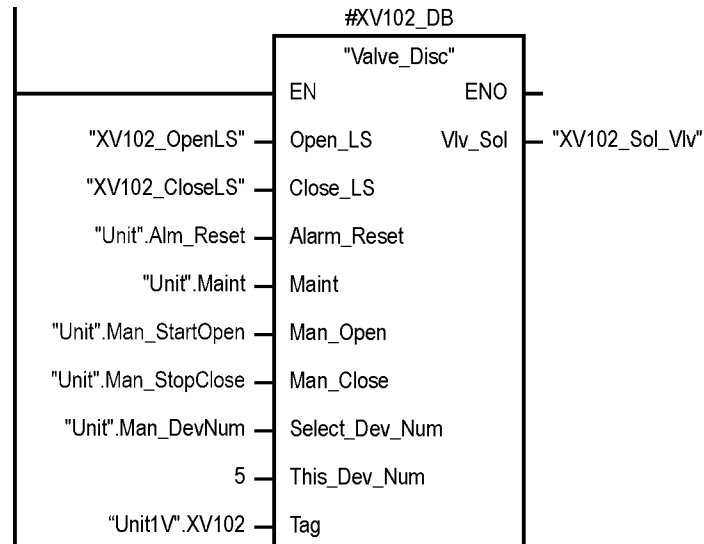 #XV102_DB
"Valve_Disc"
EN ENO
"XV102_OpenLS" Open_LS Vlv_Sol "XV102_Sol_Vlv"
"XV102_CloseLS" Close_LS
"Unit".Alm_Reset Alarm_Reset
"Unit".Maint Maint
"Unit".Man_StartOpen Man_Open
"Unit".Man_StopClose Man_Close
"Unit".Man_DevNum Select_Dev_Num
5 This_Dev_Num
“Unit1V”.XV102 Tag